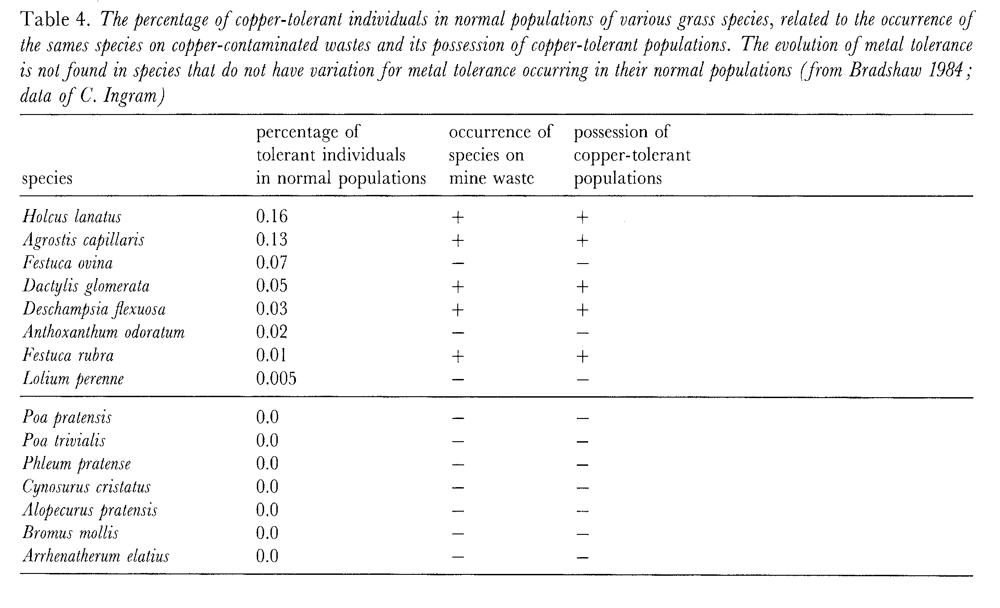 Table 4. The percentage of copper-tolerant individuals in normal populations of various grass species, related to the occurrence of
the sames species on copper-contaminated wastes and its possession of copper-tolerant populations. The evolution of metal tolerance
is not found in species that do not have variation for metal tolerance occurring in their normal populations (from Bradshaw 1984;
data of C. Ingram)
percentage of occurrence of possession of
tolerant individuals species on copper-tolerant
species in normal populations mine waste populations
Holcus lanatus 0.16 + +
Agrostis capillaris 0.13 + +
Festuca ovina 0.07 − −
Dactylis glomerata 0.05 + +
Deschampsia flexuosa 0.03 + +
Anthoxanthum odoratum 0.02 − −
Festuca rubra 0.01 + +
Lolium perenne 0.005 − −
Poa pratensis 0.0 − −
Poa trivialis 0.0 − −
Phleum pratense 0.0 − −
Cynosurus cristatus 0.0 − −
Alopecurus pratensis 0.0 − −
Bromus mollis 0.0 − −
Arrhenatherum elatius 0.0 − −